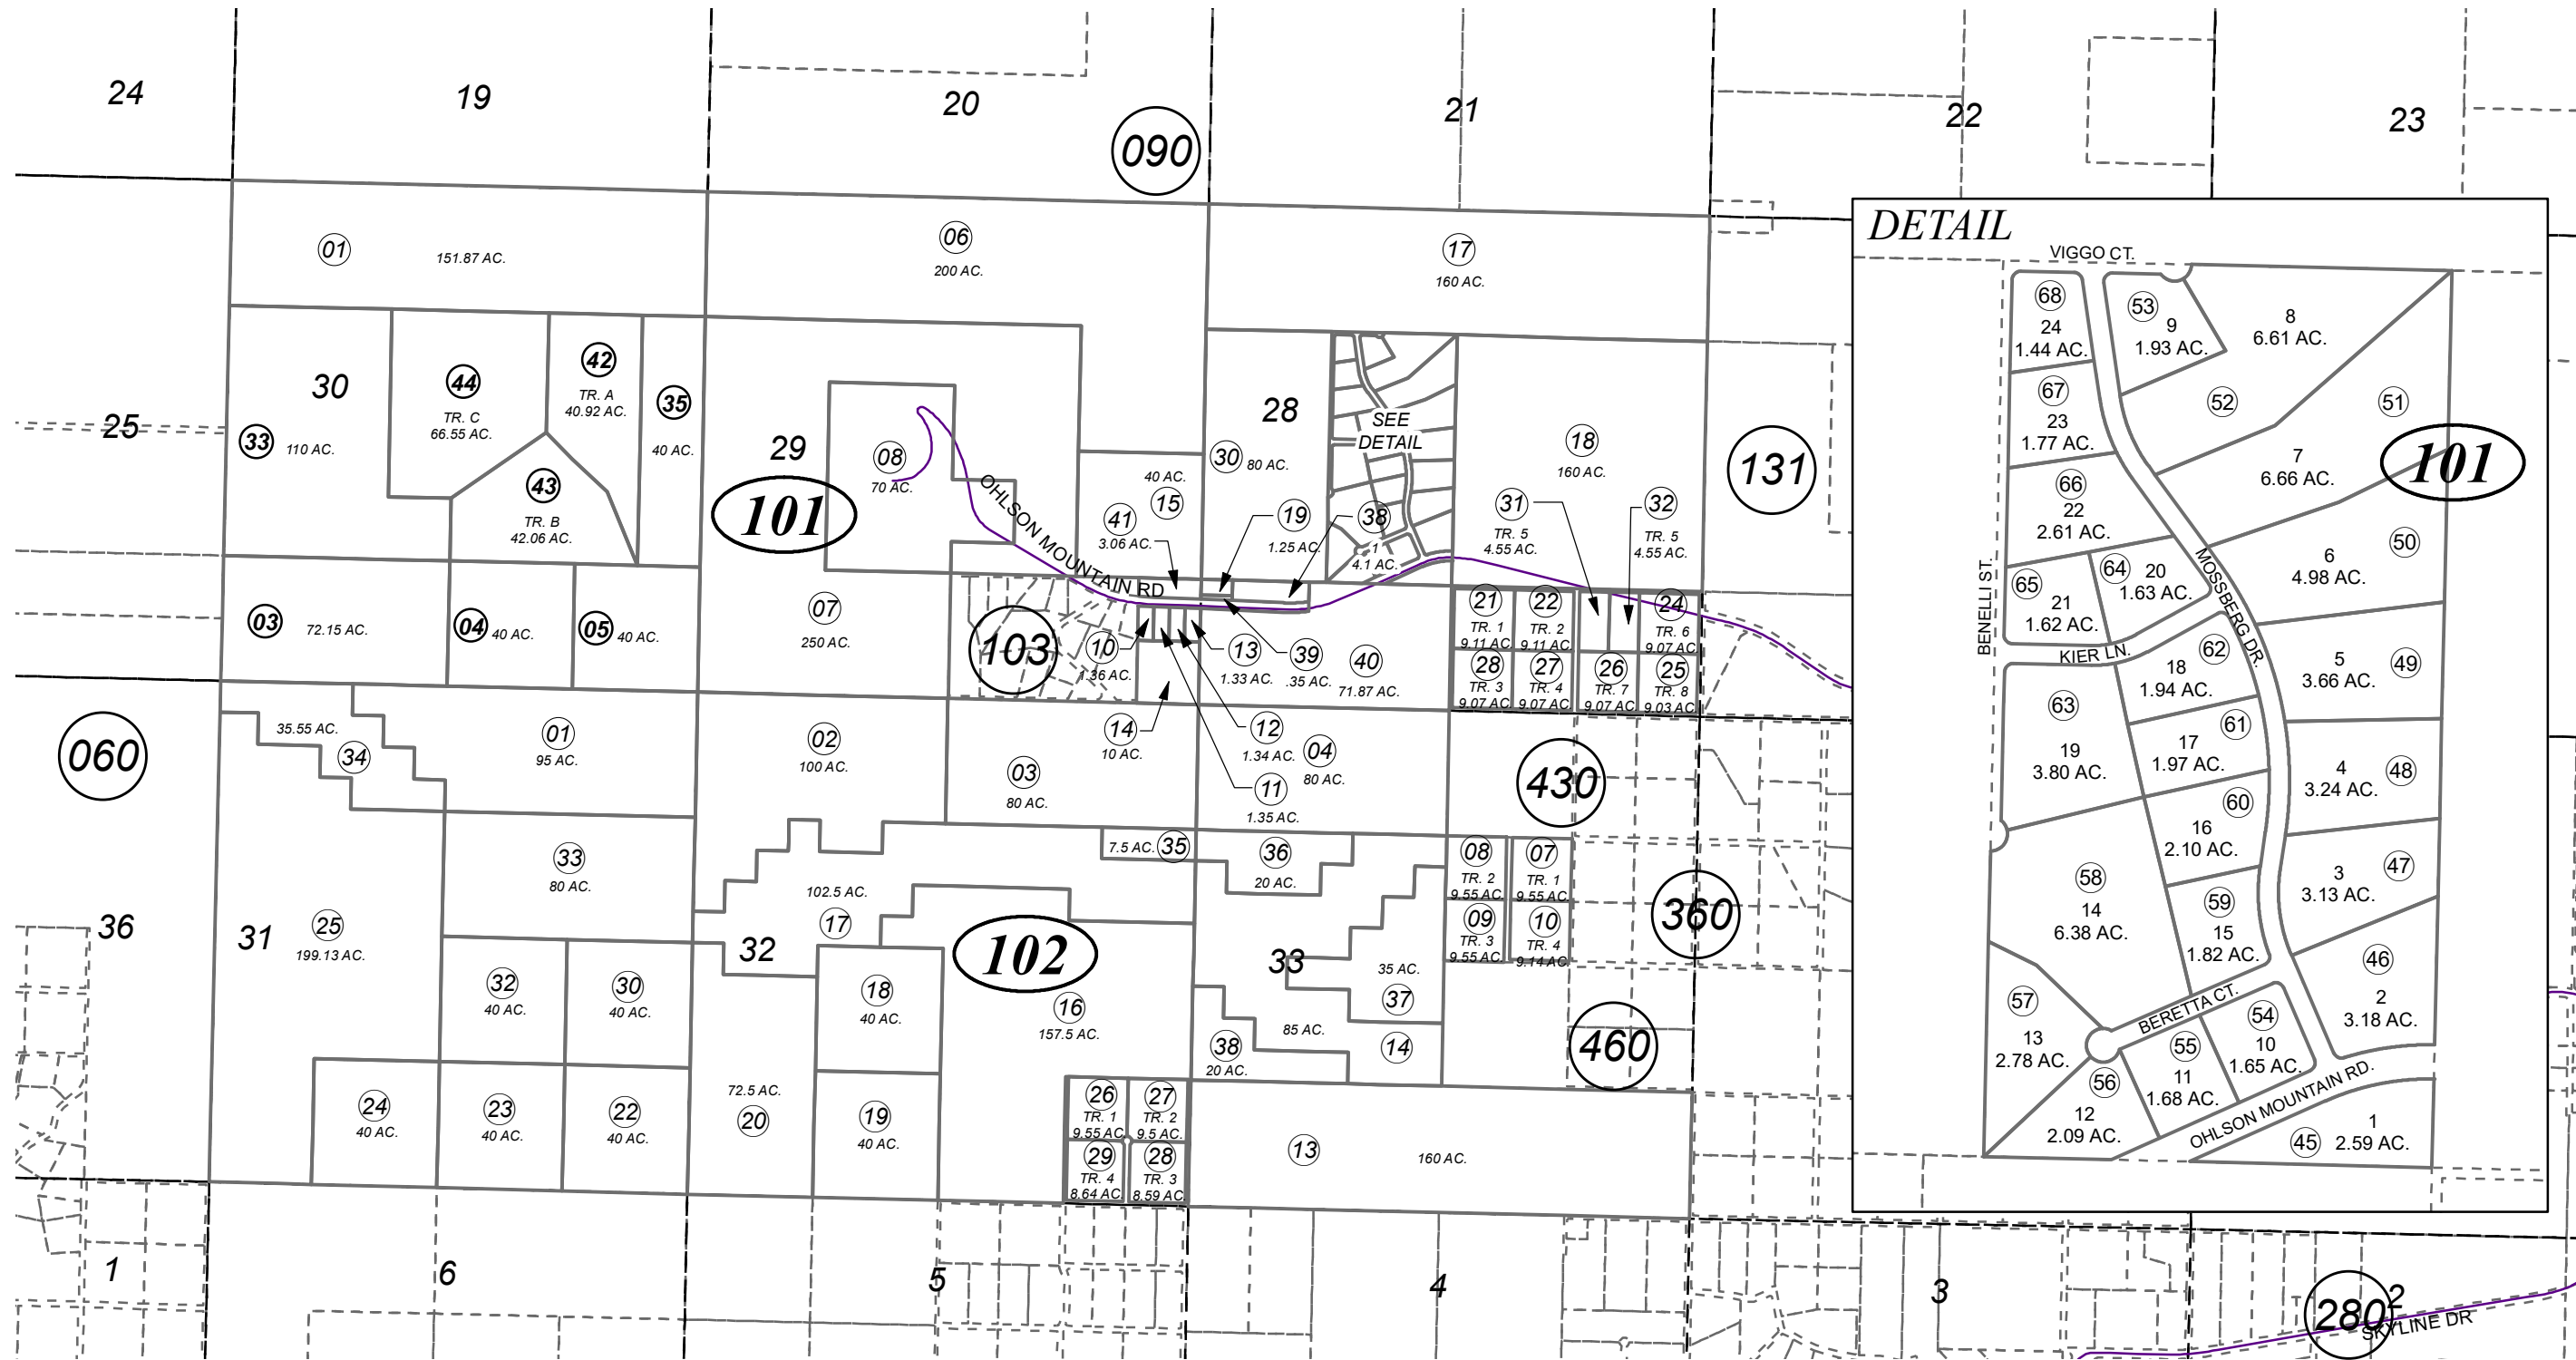 24
19
20
090
21
22
23
01
151.87 AC.
06
200 AC.
17
160 AC.
25
30
33
110 AC.
44
TR. C
66.55 AC.
42
TR. A
40.92 AC.
35
40 AC.
43
TR. B
42.06 AC.
03
72.15 AC.
04
40 AC.
05
40 AC.
29
101
08
70 AC.
OHLSON MOUNTAIN RD
07
250 AC.
103
40 AC.
15
41
3.06 AC.
28
30
80 AC.
SEE
DETAIL
19
1.25 AC.
38
1
4.1 AC.
18
160 AC.
31
TR. 5
4.55 AC.
32
TR. 5
4.55 AC.
131
21
TR. 1
9.11 AC.
22
TR. 2
9.11 AC.
24
TR. 6
9.07 AC.
28
TR. 3
9.07 AC.
27
TR. 4
9.07 AC.
26
TR. 7
9.07 AC.
25
TR. 8
9.03 AC.
10
1.36 AC.
13
1.33 AC.
39
.35 AC.
40
71.87 AC.
14
10 AC.
12
1.34 AC.
11
1.35 AC.
060
35.55 AC.
34
01
95 AC.
02
100 AC.
03
80 AC.
04
80 AC.
430
33
80 AC.
36
31
25
199.13 AC.
32
102.5 AC.
17
102
7.5 AC.
35
36
20 AC.
08
TR. 2
9.55 AC.
07
TR. 1
9.55 AC.
09
TR. 3
9.55 AC.
10
TR. 4
9.14 AC.
360
33
35 AC.
37
32
40 AC.
30
40 AC.
18
40 AC.
16
157.5 AC.
85 AC.
38
20 AC.
14
460
24
40 AC.
23
40 AC.
22
40 AC.
72.5 AC.
20
19
40 AC.
26
TR. 1
9.55 AC.
27
TR. 2
9.5 AC.
29
TR. 4
8.64 AC.
28
TR. 3
8.59 AC.
13
160 AC.
1
6
5
4
3
2
280
SKYLINE DR
DETAIL
VIGGO CT.
68
24
1.44 AC.
53
9
1.93 AC.
8
6.61 AC.
67
23
1.77 AC.
52
51
101
7
6.66 AC.
66
22
2.61 AC.
50
6
4.98 AC.
BENELLI ST.
65
21
1.62 AC.
64
20
1.63 AC.
MOSSBERG DR.
KIER LN.
62
18
1.94 AC.
5
3.66 AC.
49
63
19
3.80 AC.
61
17
1.97 AC.
4
3.24 AC.
48
60
16
2.10 AC.
3
3.13 AC.
47
58
14
6.38 AC.
59
15
1.82 AC.
46
2
3.18 AC.
57
13
2.78 AC.
BERETTA CT.
54
10
1.65 AC.
55
11
1.68 AC.
56
12
2.09 AC.
OHLSON MOUNTAIN RD.
45
1
2.59 AC.